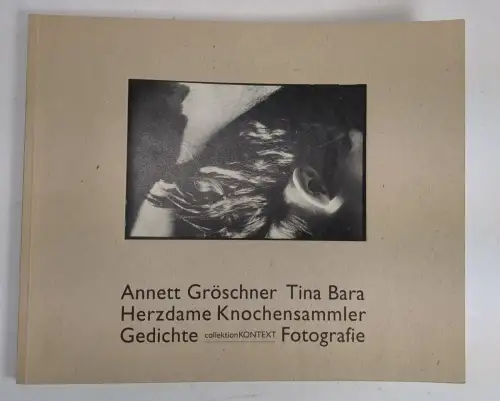 Annett Gröschner Tina Bara
Herzdame Knochensammler
Gedichte collektionKONTEXT Fotografie